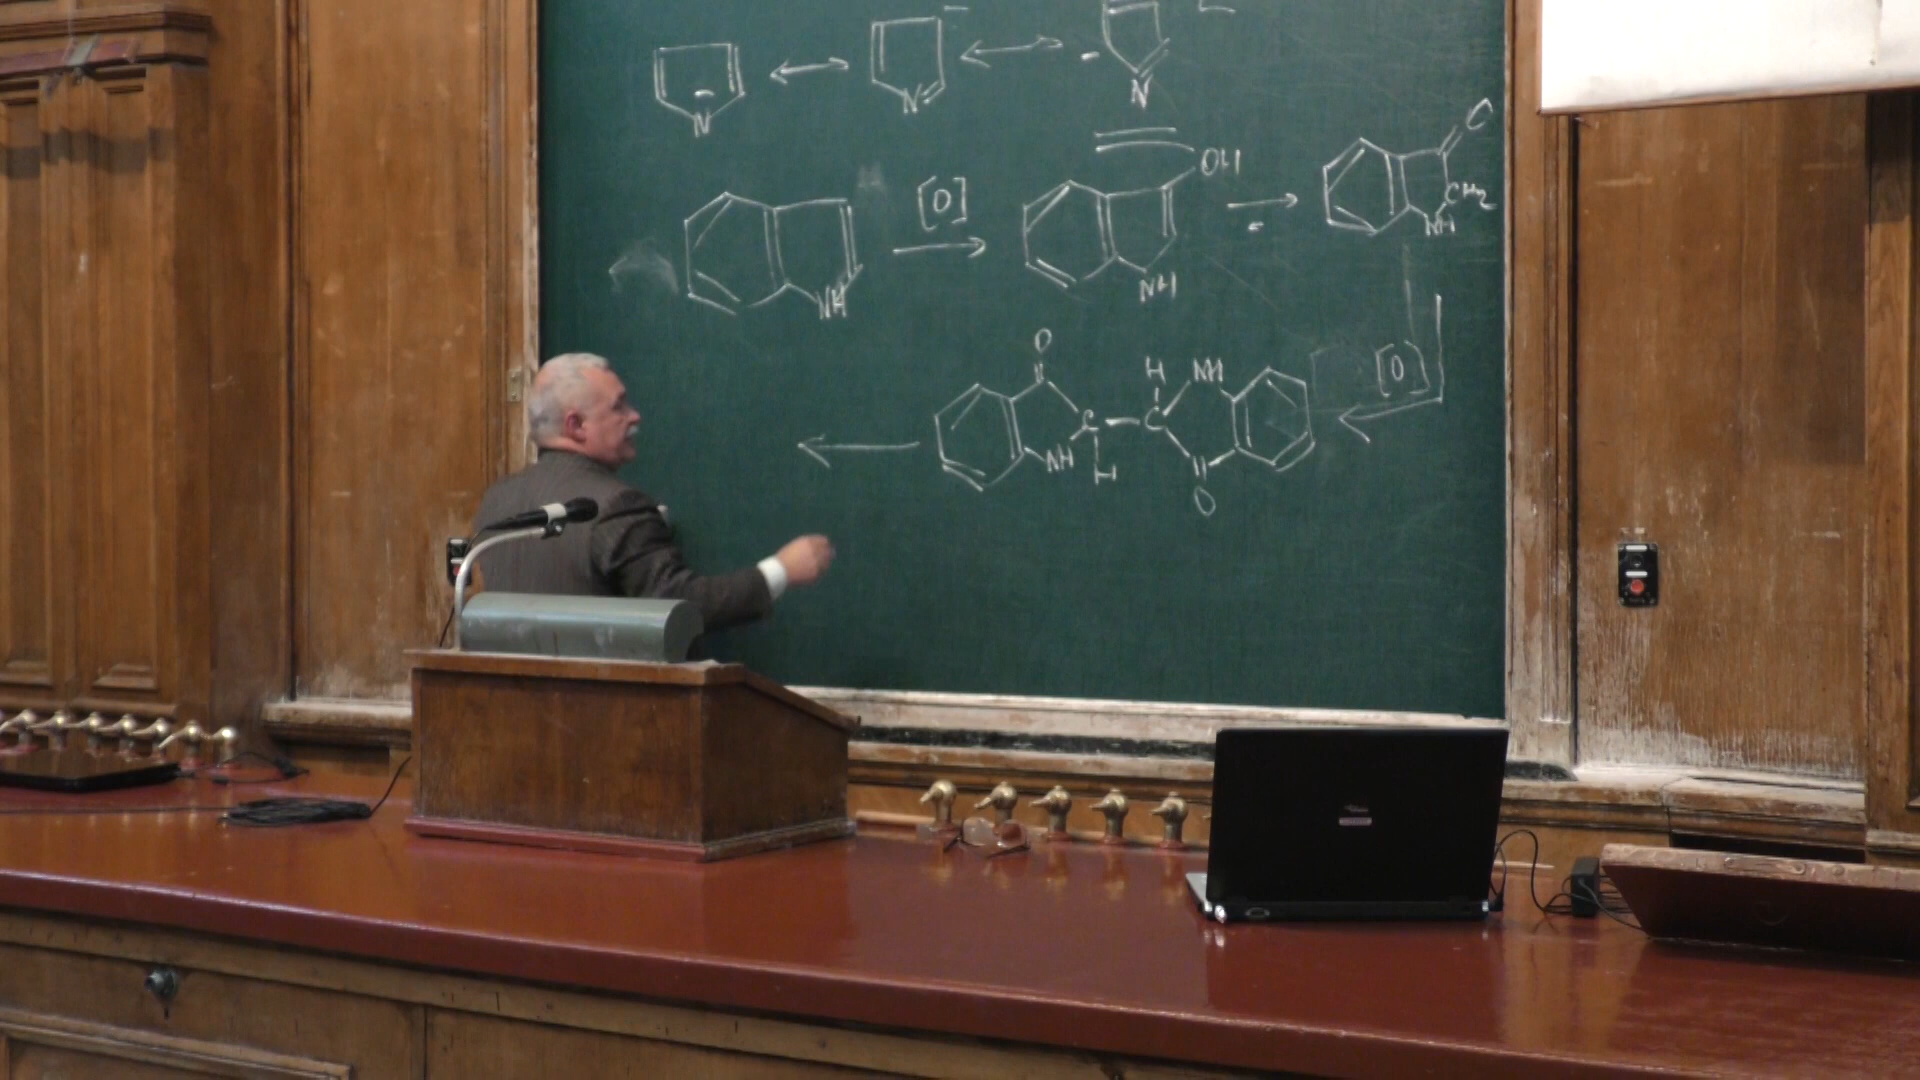 N N N
[O] OH O
NH NH CH2 NH
O H NH [O]
C C
NH H O